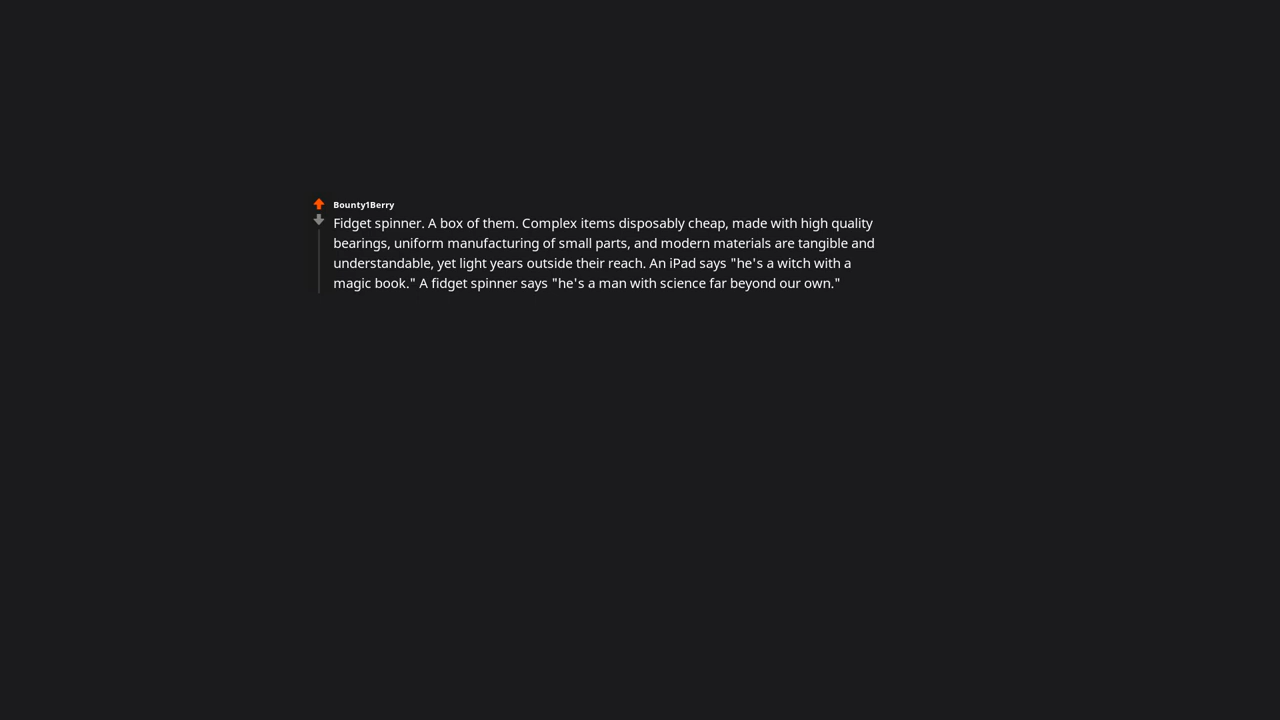 Bounty1Berry
Fidget spinner. A box of them. Complex items disposably cheap, made with high quality
bearings, uniform manufacturing of small parts, and modern materials are tangible and
understandable, yet light years outside their reach. An iPad says "he's a witch with a
magic book." A fidget spinner says "he's a man with science far beyond our own."